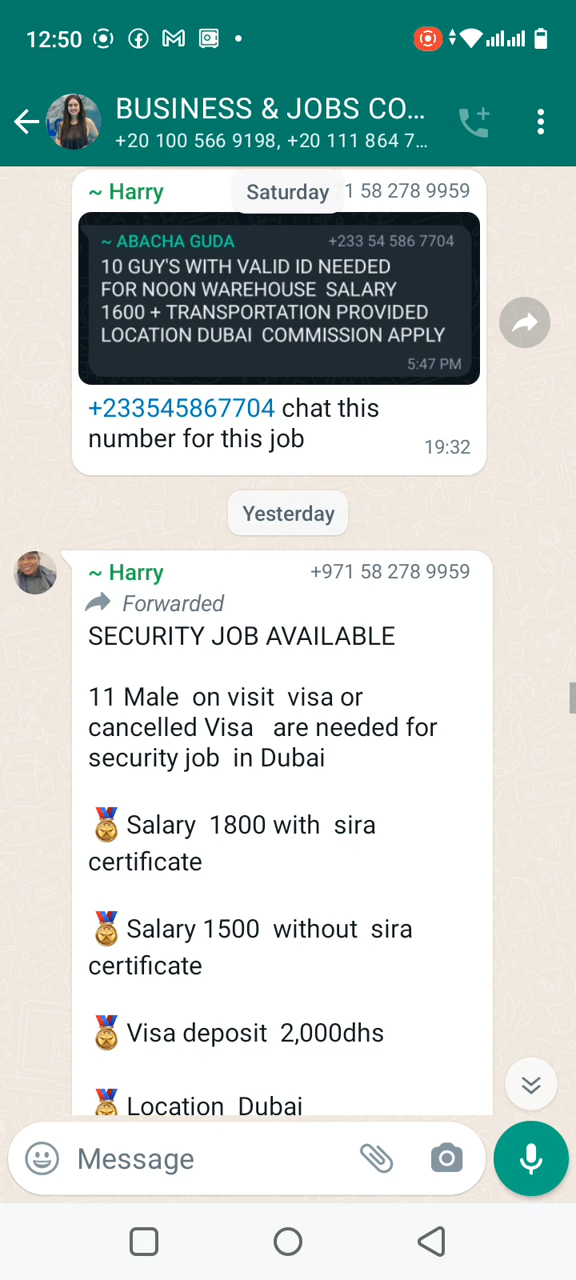 12:50
BUSINESS & JOBS CO...
+20 100 566 9198, +20 111 864 7...
~ Harry
Saturday
1 58 278 9959
~ ABACHA GUDA +233 54 586 7704
10 GUY'S WITH VALID ID NEEDED
FOR NOON WAREHOUSE SALARY
1600 + TRANSPORTATION PROVIDED
LOCATION DUBAI COMMISSION APPLY
5:47 PM
+233545867704 chat this
number for this job
19:32
Yesterday
~ Harry +971 58 278 9959
Forwarded
SECURITY JOB AVAILABLE
11 Male on visit visa or
cancelled Visa are needed for
security job in Dubai
🏅 Salary 1800 with sira
certificate
🏅 Salary 1500 without sira
certificate
🏅 Visa deposit 2,000dhs
🏅 Location Dubai
Message